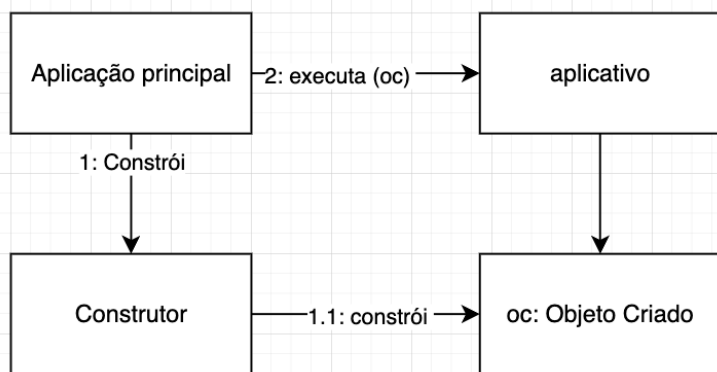 Aplicação principal
2: executa (oc)
aplicativo
1: Constrói
Construtor
1.1: constrói
oc: Objeto Criado